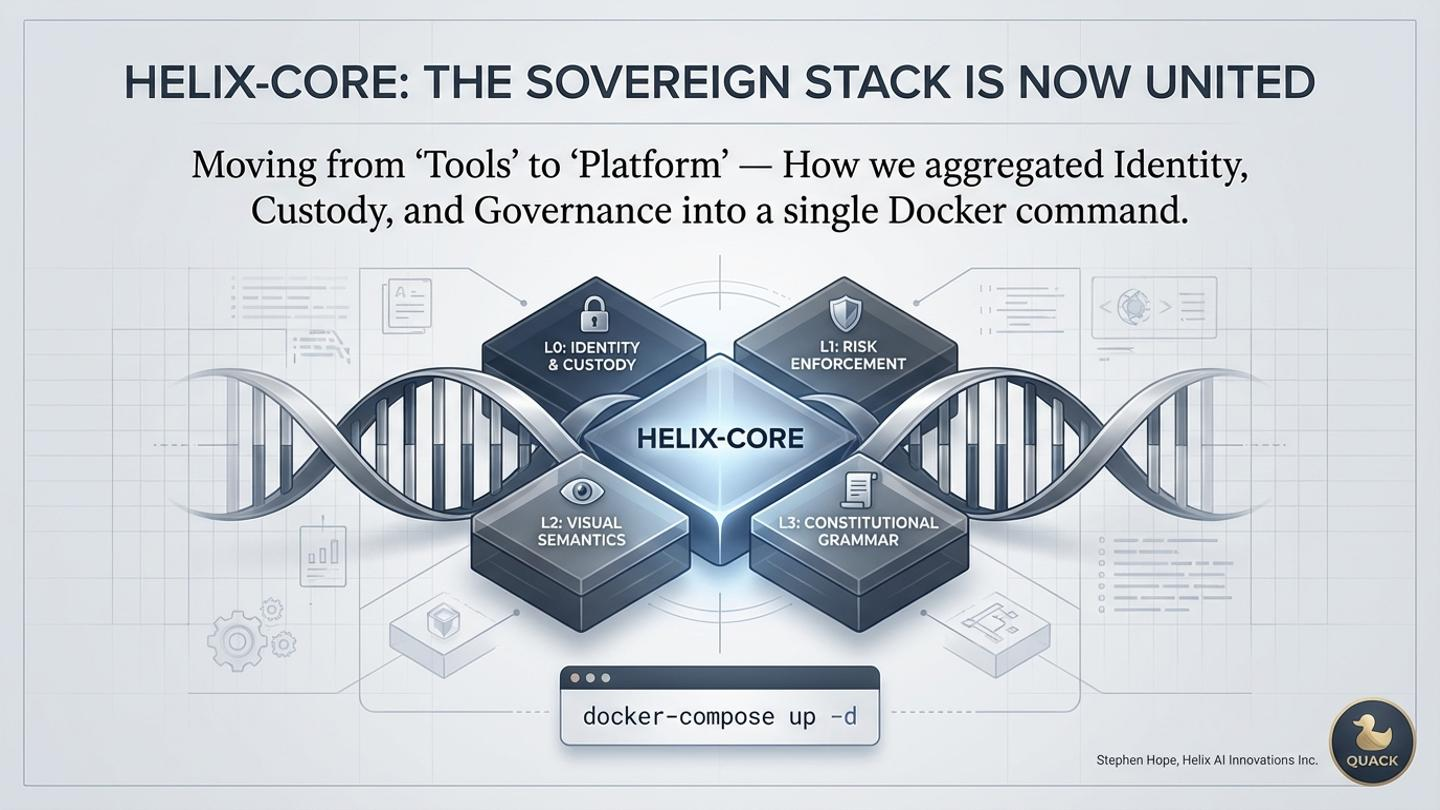 HELIX-CORE: THE SOVEREIGN STACK IS NOW UNITED
Moving from ‘Tools’ to ‘Platform’ — How we aggregated Identity,
Custody, and Governance into a single Docker command.
L0: IDENTITY
& CUSTODY
L1: RISK
ENFORCEMENT
HELIX-CORE
L2: VISUAL
SEMANTICS
L3: CONSTITUTIONAL
GRAMMAR
docker-compose up -d
Stephen Hope, Helix AI Innovations Inc.
QUACK
A